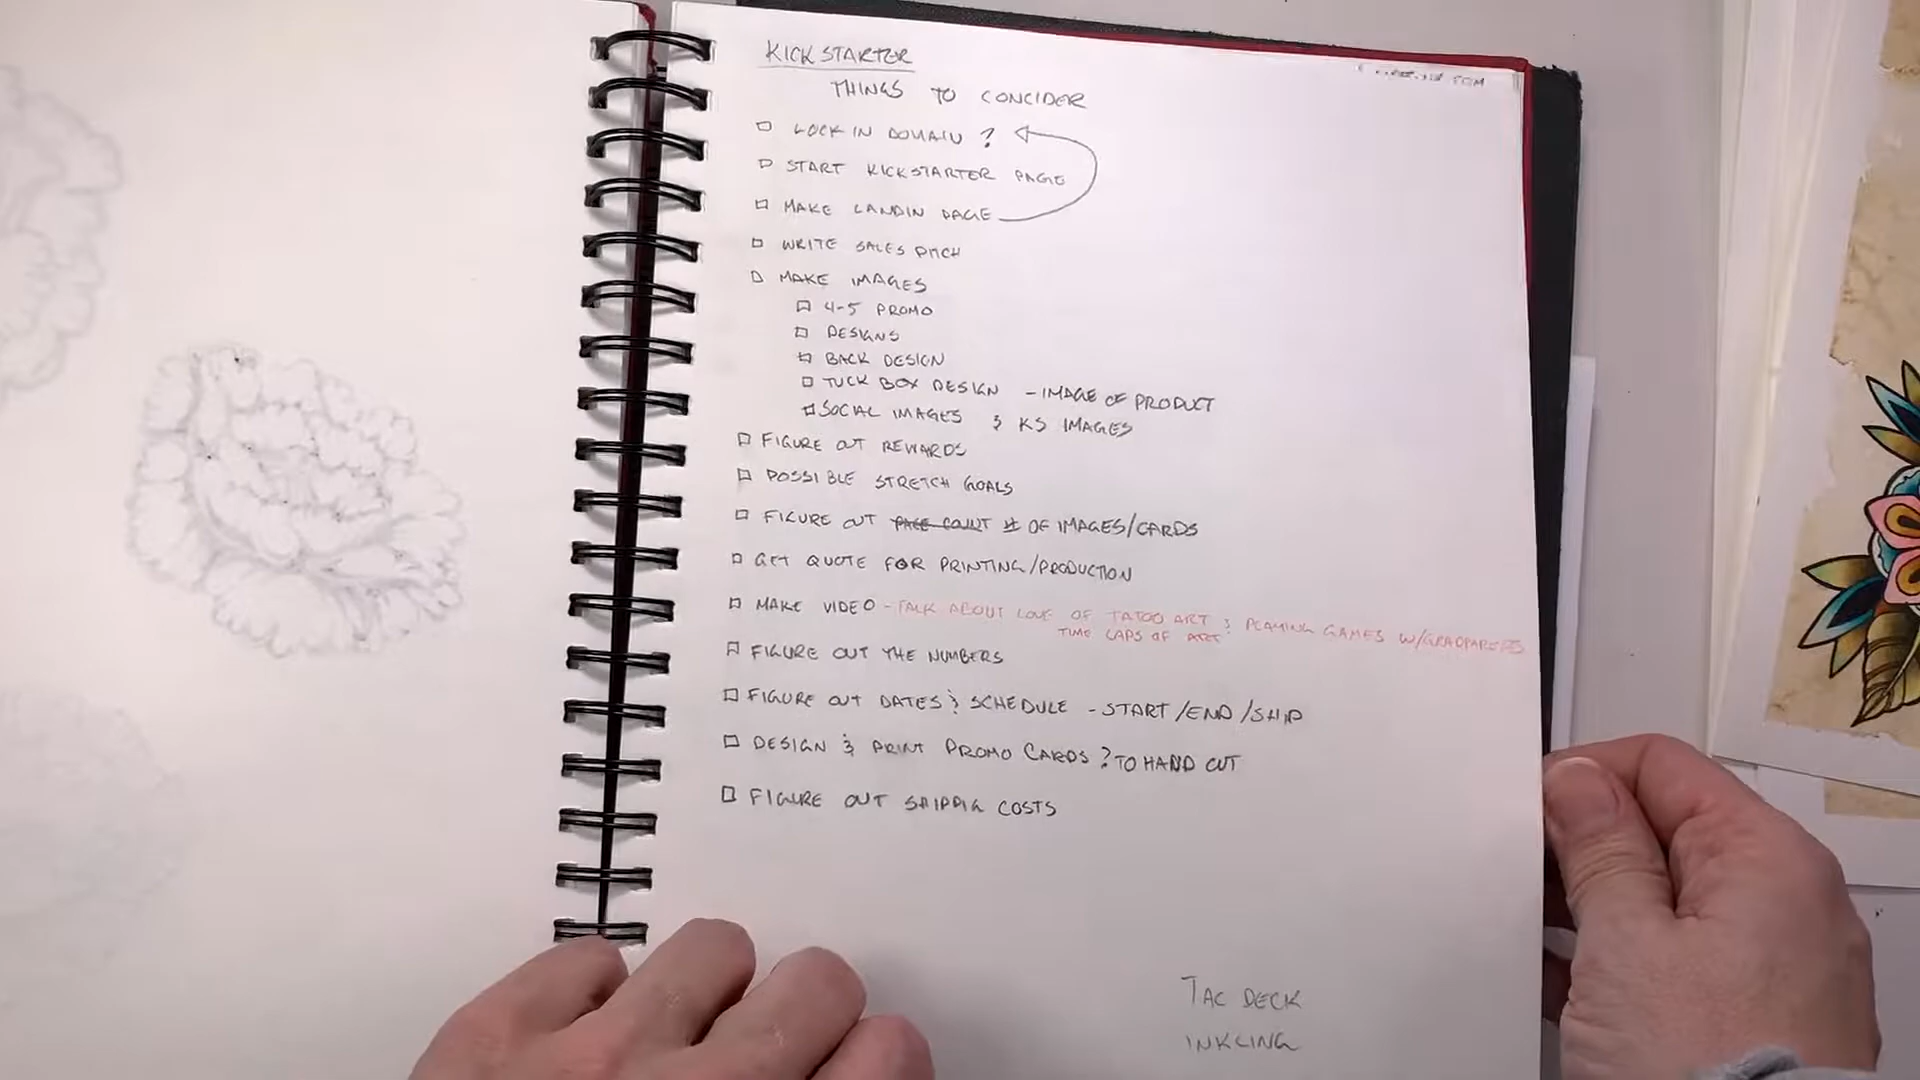 KICKSTARTER
THINGS TO CONCIDER
LOCK IN DOMAIN ?
START KICKSTARTER PAGE
MAKE LANDIN PAGE
WRITE SALES PITCH
MAKE IMAGES
4-5 PROMO
DESIGNS
BACK DESIGN
TUCK BOX DESIGN - IMAGE OF PRODUCT
SOCIAL IMAGES & KS IMAGES
FIGURE OUT REWARDS
POSSIBLE STRETCH GOALS
FIGURE OUT PAGE COUNT # OF IMAGES/CARDS
GET QUOTE FOR PRINTING/PRODUCTION
MAKE VIDEO - TALK ABOUT LOVE OF TATOO ART & PLAYING GAMES W/GRADPARETS
TIME LAPS OF ART
FIGURE OUT THE NUMBERS
FIGURE OUT DATES & SCHEDULE - START/END/SHIP
DESIGN & PRINT PROMO CARDS ? TO HAND OUT
FIGURE OUT SHIPPIG COSTS
TAC DECK
INKLING